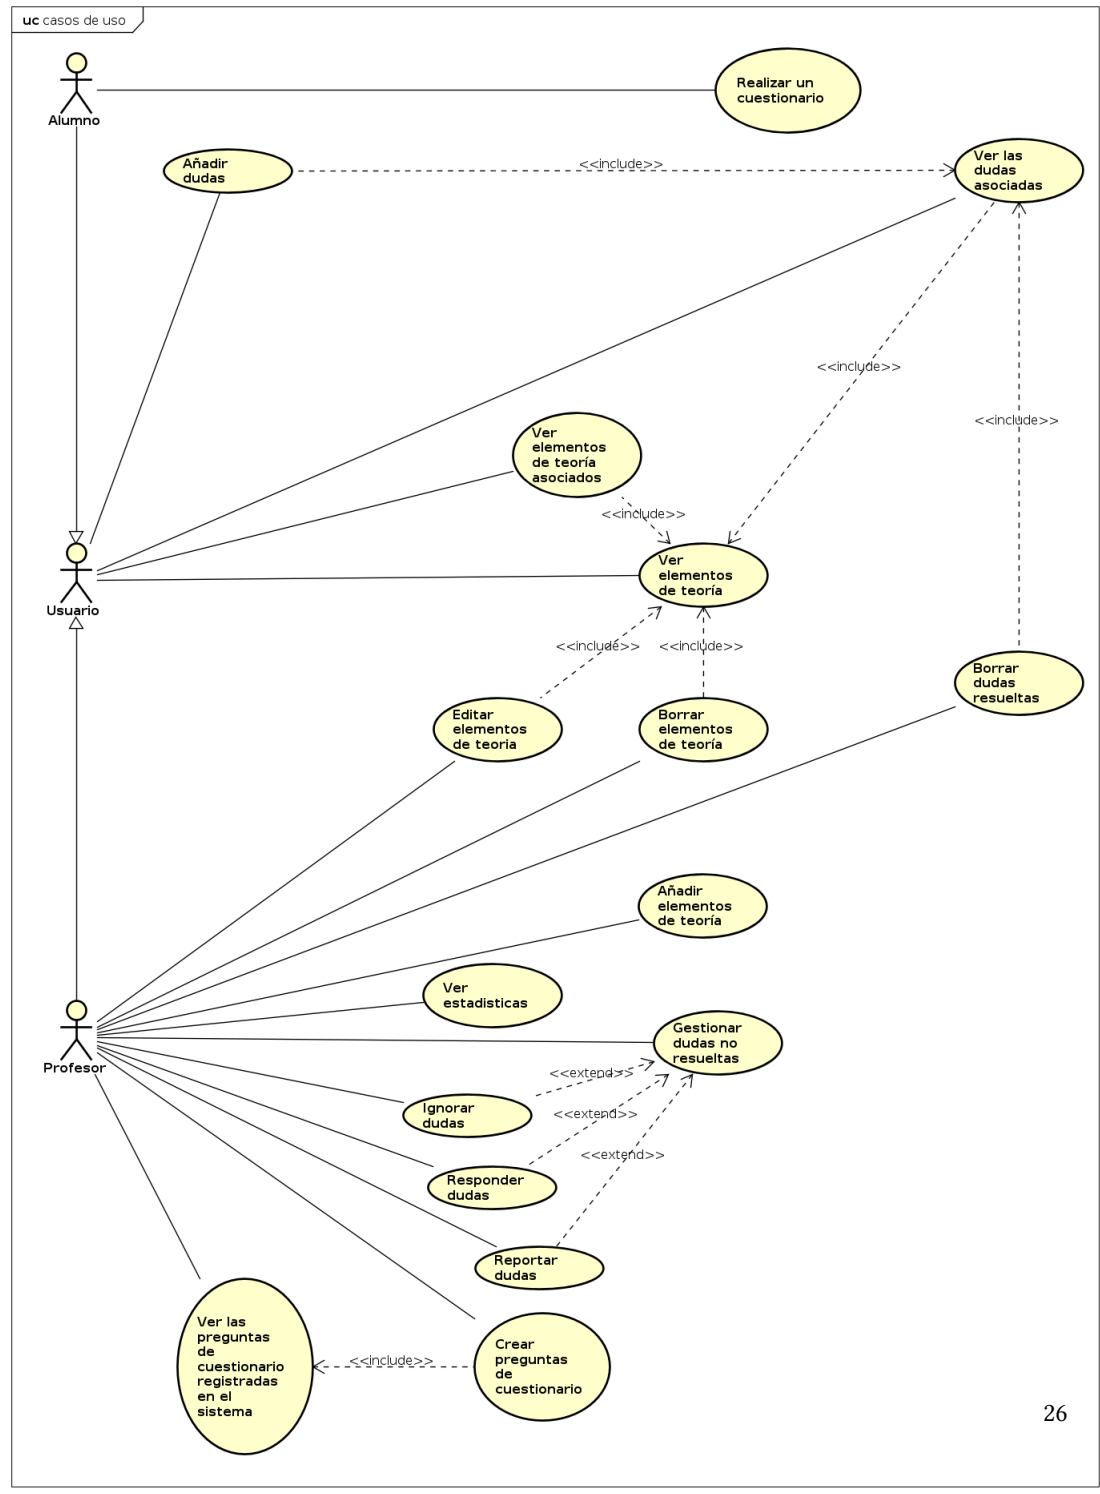 uc casos de uso
Alumno
Realizar un
cuestionario
Añadir
dudas
<<include>>
Ver las
dudas
asociadas
<<include>>
<<include>>
Ver
elementos
de teoría
asociados
<<include>>
Usuario
Ver
elementos
de teoría
<<include>>
<<include>>
Borrar
dudas
resueltas
Editar
elementos
de teoria
Borrar
elementos
de teoría
Añadir
elementos
de teoría
Ver
estadisticas
Profesor
Gestionar
dudas no
resueltas
<<extend>>
Ignorar
dudas
<<extend>>
<<extend>>
Responder
dudas
Reportar
dudas
Ver las
preguntas
de
cuestionario
registradas
en el
sistema
<<include>>
Crear
preguntas
de
cuestionario
26